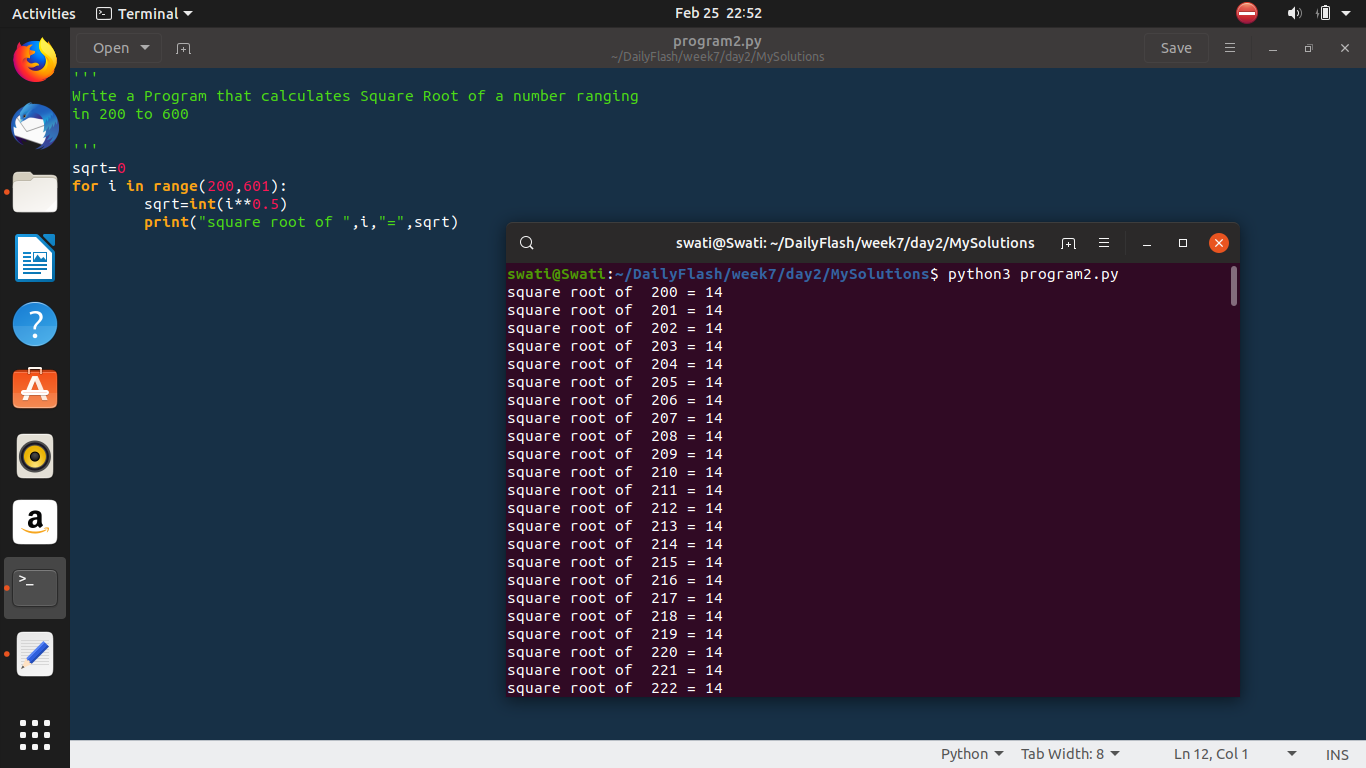 Activities
Terminal
Feb 25 22:52
Open
program2.py
~/DailyFlash/week7/day2/MySolutions
Save
'''
Write a Program that calculates Square Root of a number ranging
in 200 to 600
'''
sqrt=0
for i in range(200,601):
sqrt=int(i**0.5)
print("square root of ",i,"=",sqrt)
swati@Swati: ~/DailyFlash/week7/day2/MySolutions
swati@Swati:~/DailyFlash/week7/day2/MySolutions$ python3 program2.py
square root of  200 = 14
square root of  201 = 14
square root of  202 = 14
square root of  203 = 14
square root of  204 = 14
square root of  205 = 14
square root of  206 = 14
square root of  207 = 14
square root of  208 = 14
square root of  209 = 14
square root of  210 = 14
square root of  211 = 14
square root of  212 = 14
square root of  213 = 14
square root of  214 = 14
square root of  215 = 14
square root of  216 = 14
square root of  217 = 14
square root of  218 = 14
square root of  219 = 14
square root of  220 = 14
square root of  221 = 14
square root of  222 = 14
Python
Tab Width: 8
Ln 12, Col 1
INS